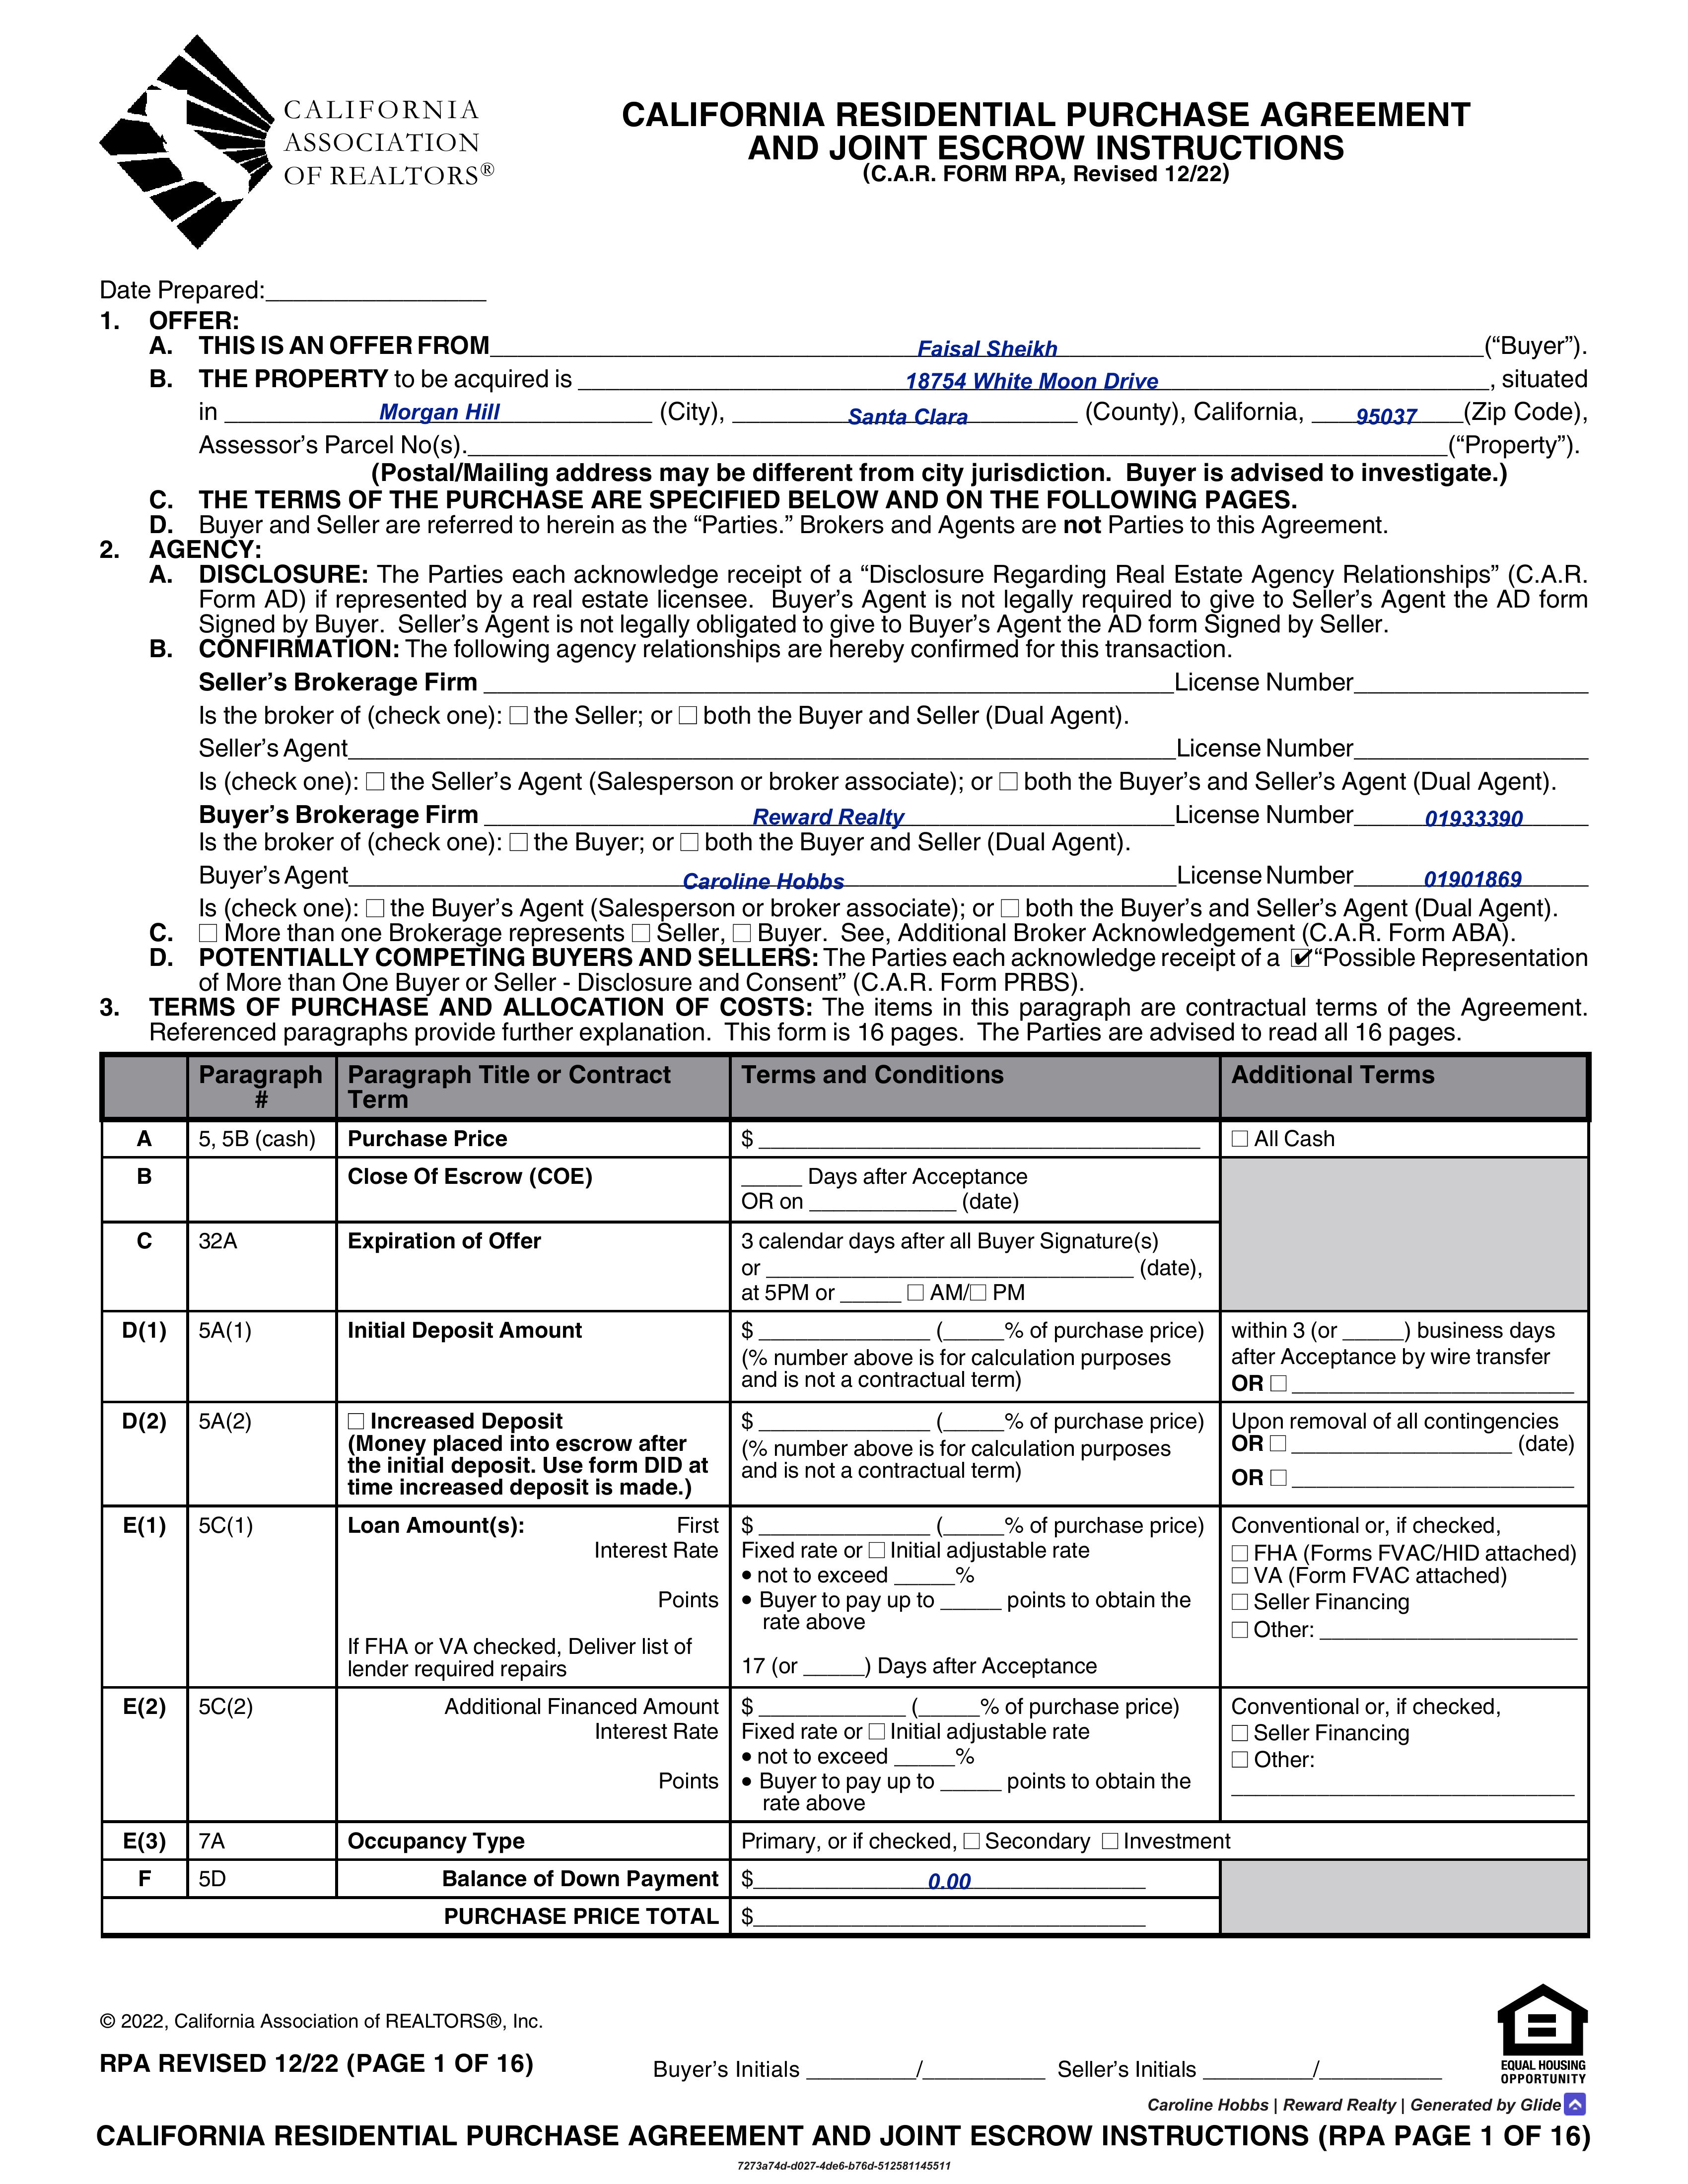 CALIFORNIA
ASSOCIATION
OF REALTORS®
CALIFORNIA RESIDENTIAL PURCHASE AGREEMENT
AND JOINT ESCROW INSTRUCTIONS
(C.A.R. FORM RPA, Revised 12/22)
Date Prepared:________________
1. OFFER:
A. THIS IS AN OFFER FROM Faisal Sheikh (“Buyer”).
B. THE PROPERTY to be acquired is 18754 White Moon Drive, situated
in Morgan Hill (City), Santa Clara (County), California, 95037 (Zip Code),
Assessor’s Parcel No(s).________________(“Property”).
(Postal/Mailing address may be different from city jurisdiction. Buyer is advised to investigate.)
C. THE TERMS OF THE PURCHASE ARE SPECIFIED BELOW AND ON THE FOLLOWING PAGES.
D. Buyer and Seller are referred to herein as the “Parties.” Brokers and Agents are not Parties to this Agreement.
2. AGENCY:
A. DISCLOSURE: The Parties each acknowledge receipt of a “Disclosure Regarding Real Estate Agency Relationships” (C.A.R.
Form AD) if represented by a real estate licensee. Buyer’s Agent is not legally required to give to Seller’s Agent the AD form
Signed by Buyer. Seller’s Agent is not legally obligated to give to Buyer’s Agent the AD form Signed by Seller.
B. CONFIRMATION: The following agency relationships are hereby confirmed for this transaction.
Seller’s Brokerage Firm ________________License Number________________
Is the broker of (check one): ☐ the Seller; or ☐ both the Buyer and Seller (Dual Agent).
Seller’s Agent________________License Number________________
Is (check one): ☐ the Seller’s Agent (Salesperson or broker associate); or ☐ both the Buyer’s and Seller’s Agent (Dual Agent).
Buyer’s Brokerage Firm Reward Realty License Number 01933390
Is the broker of (check one): ☐ the Buyer; or ☐ both the Buyer and Seller (Dual Agent).
Buyer’s Agent Caroline Hobbs License Number 01901869
Is (check one): ☐ the Buyer’s Agent (Salesperson or broker associate); or ☐ both the Buyer’s and Seller’s Agent (Dual Agent).
C. ☐ More than one Brokerage represents ☐ Seller, ☐ Buyer. See, Additional Broker Acknowledgement (C.A.R. Form ABA).
D. POTENTIALLY COMPETING BUYERS AND SELLERS: The Parties each acknowledge receipt of a ☑ “Possible Representation
of More than One Buyer or Seller - Disclosure and Consent” (C.A.R. Form PRBS).
3. TERMS OF PURCHASE AND ALLOCATION OF COSTS: The items in this paragraph are contractual terms of the Agreement.
Referenced paragraphs provide further explanation. This form is 16 pages. The Parties are advised to read all 16 pages.
Paragraph # Paragraph Title or Contract Term Terms and Conditions Additional Terms
A 5, 5B (cash) Purchase Price $ ________________ ☐ All Cash
B Close Of Escrow (COE) _____ Days after Acceptance
OR on ____________ (date)
C 32A Expiration of Offer 3 calendar days after all Buyer Signature(s)
or ________________ (date),
at 5PM or _____ ☐ AM/☐ PM
D(1) 5A(1) Initial Deposit Amount $ ______________ (_____% of purchase price) within 3 (or _____) business days
(% number above is for calculation purposes after Acceptance by wire transfer
and is not a contractual term) OR ☐ ________________
D(2) 5A(2) ☐ Increased Deposit $ ______________ (_____% of purchase price) Upon removal of all contingencies
(Money placed into escrow after (% number above is for calculation purposes OR ☐ ________________ (date)
the initial deposit. Use form DID at and is not a contractual term) OR ☐ ________________
time increased deposit is made.)
E(1) 5C(1) Loan Amount(s): First $ ______________ (_____% of purchase price) Conventional or, if checked,
Interest Rate Fixed rate or ☐ Initial adjustable rate ☐ FHA (Forms FVAC/HID attached)
• not to exceed _____% ☐ VA (Form FVAC attached)
Points • Buyer to pay up to _____ points to obtain the ☐ Seller Financing
rate above ☐ Other: ________________
If FHA or VA checked, Deliver list of
lender required repairs 17 (or _____) Days after Acceptance
E(2) 5C(2) Additional Financed Amount $ ____________ (_____% of purchase price) Conventional or, if checked,
Interest Rate Fixed rate or ☐ Initial adjustable rate ☐ Seller Financing
• not to exceed _____% ☐ Other:
Points • Buyer to pay up to _____ points to obtain the ________________
rate above
E(3) 7A Occupancy Type Primary, or if checked, ☐ Secondary ☐ Investment
F 5D Balance of Down Payment $ 0.00
PURCHASE PRICE TOTAL $________________
© 2022, California Association of REALTORS®, Inc.
RPA REVISED 12/22 (PAGE 1 OF 16) Buyer’s Initials _________/__________ Seller’s Initials _________/__________
EQUAL HOUSING
OPPORTUNITY
Caroline Hobbs | Reward Realty | Generated by Glide
CALIFORNIA RESIDENTIAL PURCHASE AGREEMENT AND JOINT ESCROW INSTRUCTIONS (RPA PAGE 1 OF 16)
7273a74d-d027-4de6-b76d-512581145511